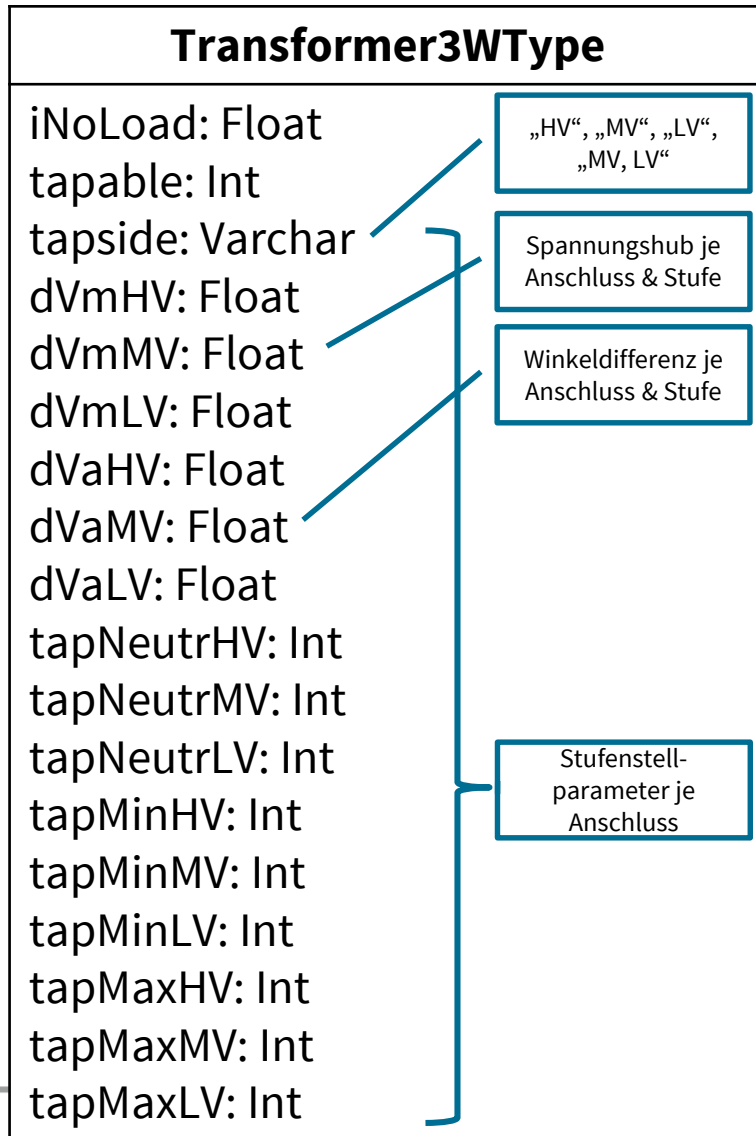 Transformer3WType
iNoLoad: Float
tapable: Int
tapside: Varchar
dVmHV: Float
dVmMV: Float
dVmLV: Float
dVaHV: Float
dVaMV: Float
dVaLV: Float
tapNeutrHV: Int
tapNeutrMV: Int
tapNeutrLV: Int
tapMinHV: Int
tapMinMV: Int
tapMinLV: Int
tapMaxHV: Int
tapMaxMV: Int
tapMaxLV: Int
„HV“, „MV“, „LV“,
„MV, LV“
Spannungshub je
Anschluss & Stufe
Winkeldifferenz je
Anschluss & Stufe
Stufenstell-
parameter je
Anschluss